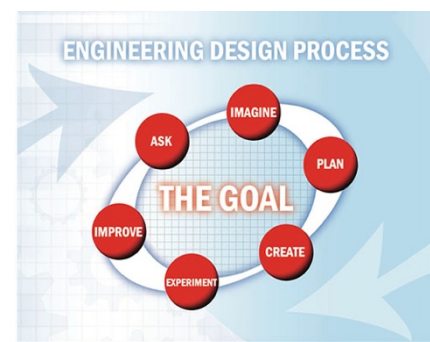 ENGINEERING DESIGN PROCESS
IMAGINE
ASK
PLAN
THE GOAL
IMPROVE
CREATE
EXPERIMENT